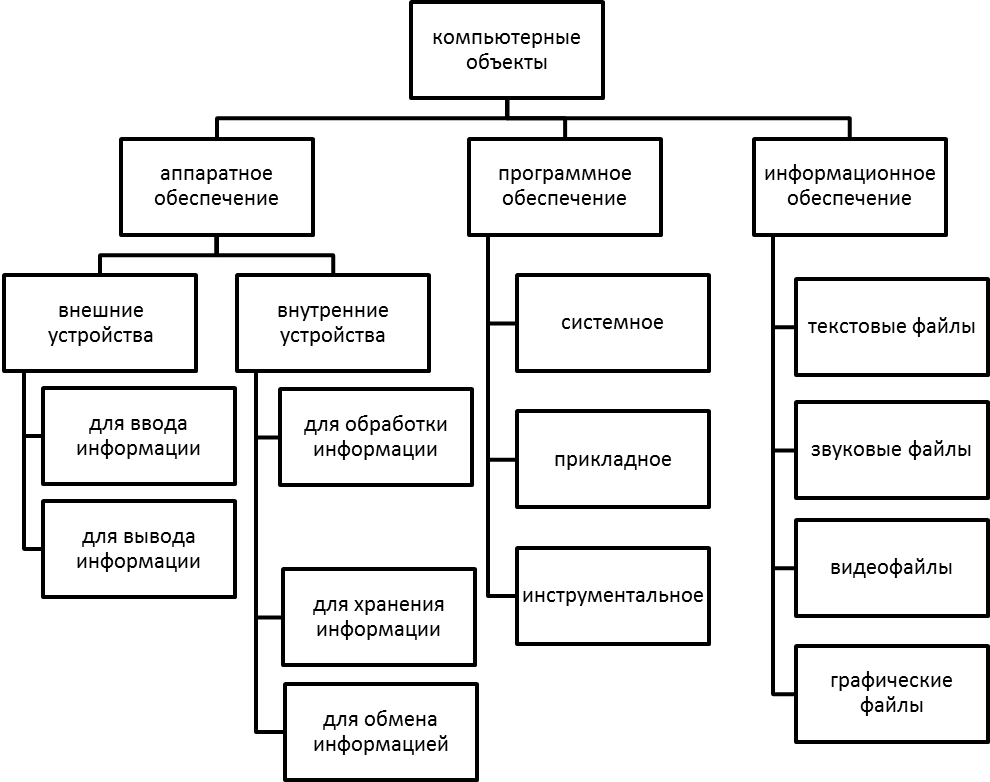 компьютерные
объекты
аппаратное
обеспечение
программное
обеспечение
информационное
обеспечение
внешние
устройства
внутренние
устройства
для ввода
информации
для вывода
информации
для обработки
информации
для хранения
информации
для обмена
информацией
системное
прикладное
инструментальное
текстовые файлы
звуковые файлы
видеофайлы
графические
файлы